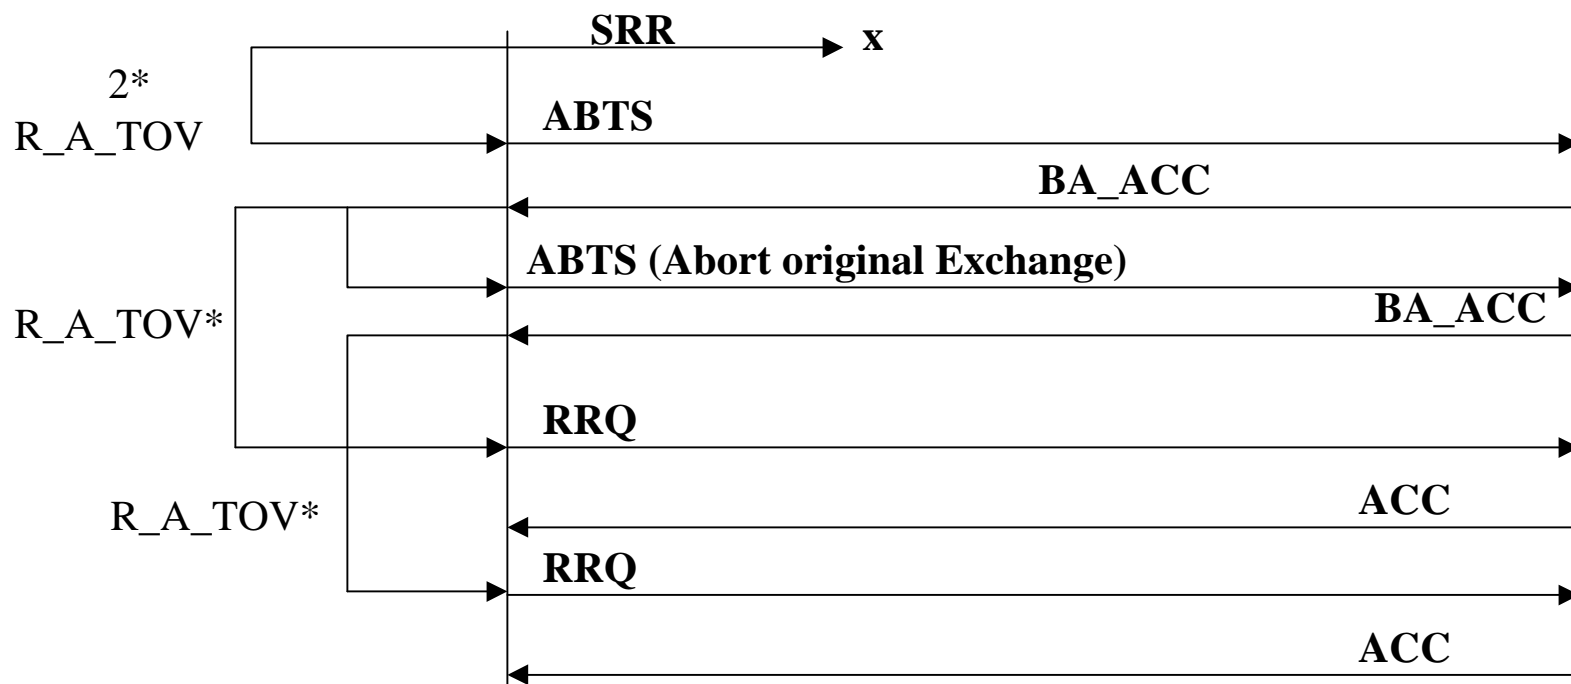 SRR
x
2*
R_A_TOV
ABTS
BA_ACC
ABTS (Abort original Exchange)
R_A_TOV*
BA_ACC
RRQ
R_A_TOV*
ACC
RRQ
ACC